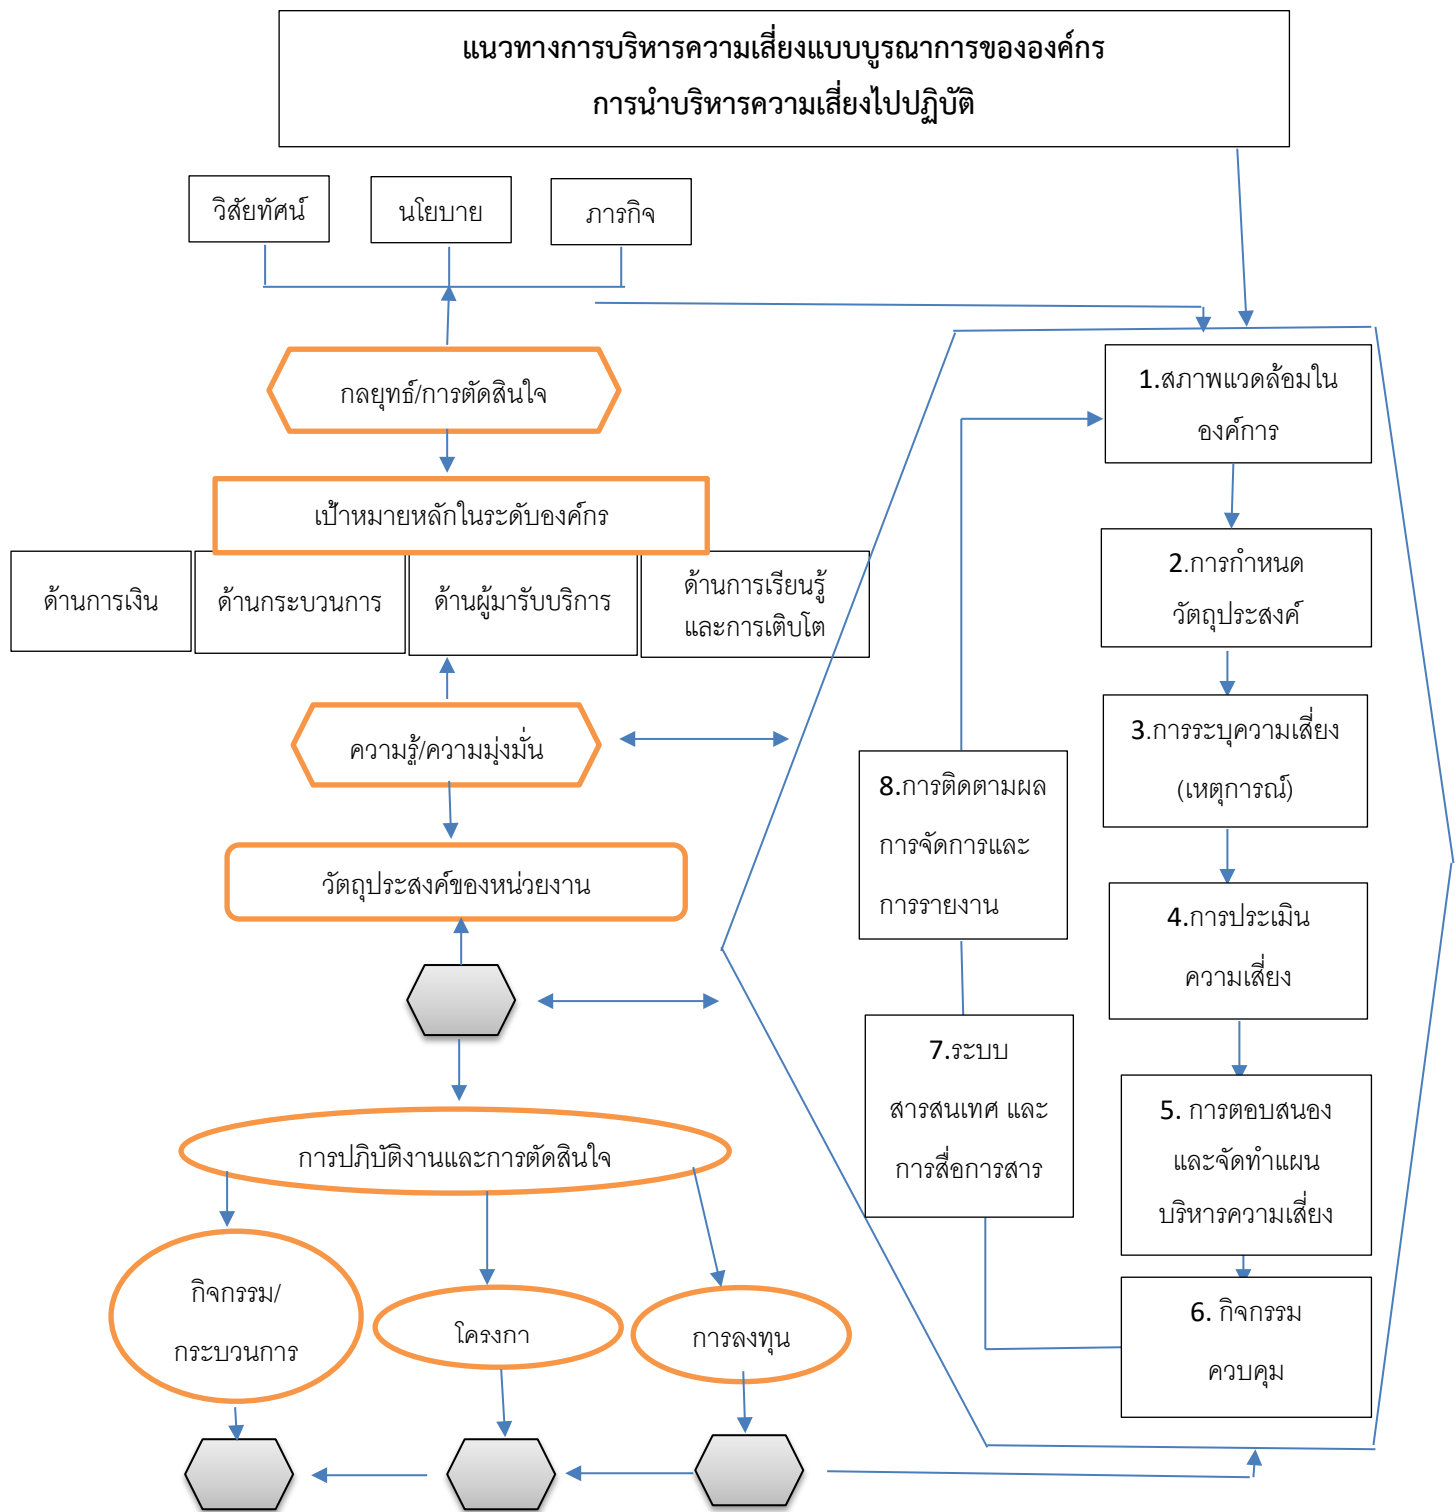 แนวทางการบริหารความเสี่ยงแบบบูรณาการขององค์กร
การนำบริหารความเสี่ยงไปปฏิบัติ
วิสัยทัศน์
นโยบาย
ภารกิจ
กลยุทธ์/การตัดสินใจ
เป้าหมายหลักในระดับองค์กร
ด้านการเงิน
ด้านกระบวนการ
ด้านผู้มารับบริการ
ด้านการเรียนรู้
และการเติบโต
ความรู้/ความมุ่งมั่น
วัตถุประสงค์ของหน่วยงาน
การปฎิบัติงานและการตัดสินใจ
กิจกรรม/
กระบวนการ
โครงกา
การลงทุน
1.สภาพแวดล้อมใน
องค์การ
2.การกำหนด
วัตถุประสงค์
3.การระบุความเสี่ยง
(เหตุการณ์)
4.การประเมิน
ความเสี่ยง
5. การตอบสนอง
และจัดทำแผน
บริหารความเสี่ยง
6. กิจกรรม
ควบคุม
7.ระบบ
สารสนเทศ และ
การสื่อการสาร
8.การติดตามผล
การจัดการและ
การรายงาน